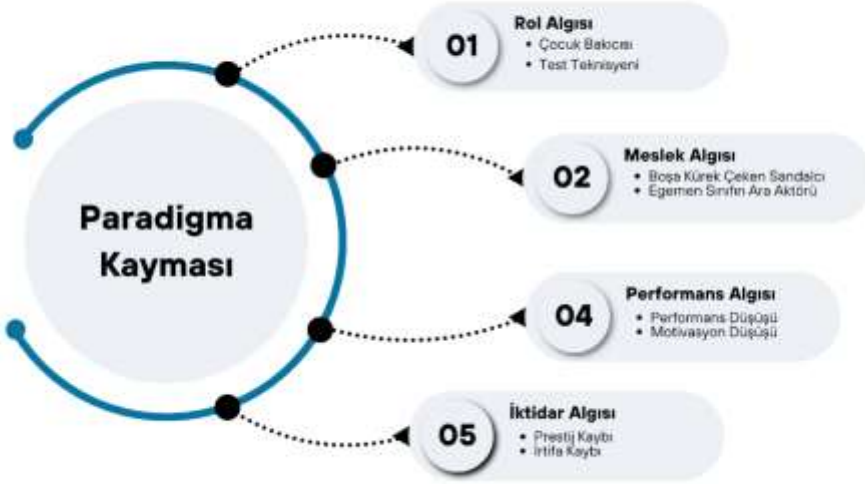 Paradigma
Kayması
01
Rol Algısı
• Çocuk Bakıcısı
• Test Teknisyeni
02
Meslek Algısı
• Boşa Kürek Çeken Sandalcı
• Egemen Sınıfın Ara Aktörü
04
Performans Algısı
• Performans Düşüşü
• Motivasyon Düşüşü
05
İktidar Algısı
• Prestij Kaybı
• İrtifa Kaybı